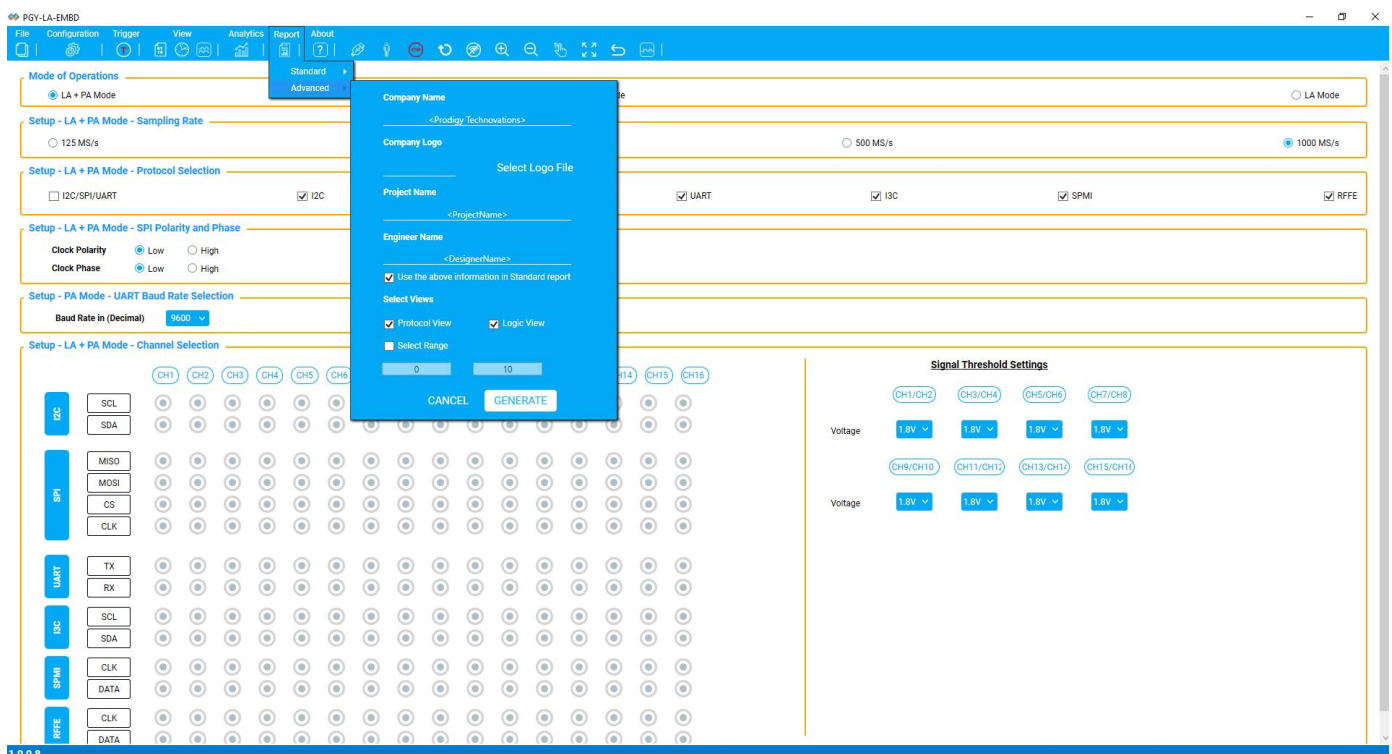 PGY-LA-EMBD
File Configuration Trigger View Analytics Report About
Standard
Advanced
Mode of Operations
LA + PA Mode
LA Mode
Setup - LA + PA Mode - Sampling Rate
125 MS/s 500 MS/s 1000 MS/s
Setup - LA + PA Mode - Protocol Selection
I2C/SPI/UART I2C UART I3C SPMI RFFE
Setup - LA + PA Mode - SPI Polarity and Phase
Clock Polarity Low High
Clock Phase Low High
Setup - PA Mode - UART Baud Rate Selection
Baud Rate in (Decimal) 9600
Company Name
<Prodigy Technovations>
Company Logo
Select Logo File
Project Name
<ProjectName>
Engineer Name
<DesignerName>
Use the above information in Standard report
Select Views
Protocol View Logic View
Select Range
0 10
CANCEL GENERATE
Setup - LA + PA Mode - Channel Selection
CH1 CH2 CH3 CH4 CH5 CH6 CH15 CH16
I2C
SCL
SDA
SPI
MISO
MOSI
CS
CLK
UART
TX
RX
I3C
SCL
SDA
SPMI
CLK
DATA
RFFE
CLK
DATA
Signal Threshold Settings
CH1/CH2 CH3/CH4 CH5/CH6 CH7/CH8
Voltage 1.8V 1.8V 1.8V 1.8V
CH9/CH10 CH11/CH12 CH13/CH14 CH15/CH16
Voltage 1.8V 1.8V 1.8V 1.8V